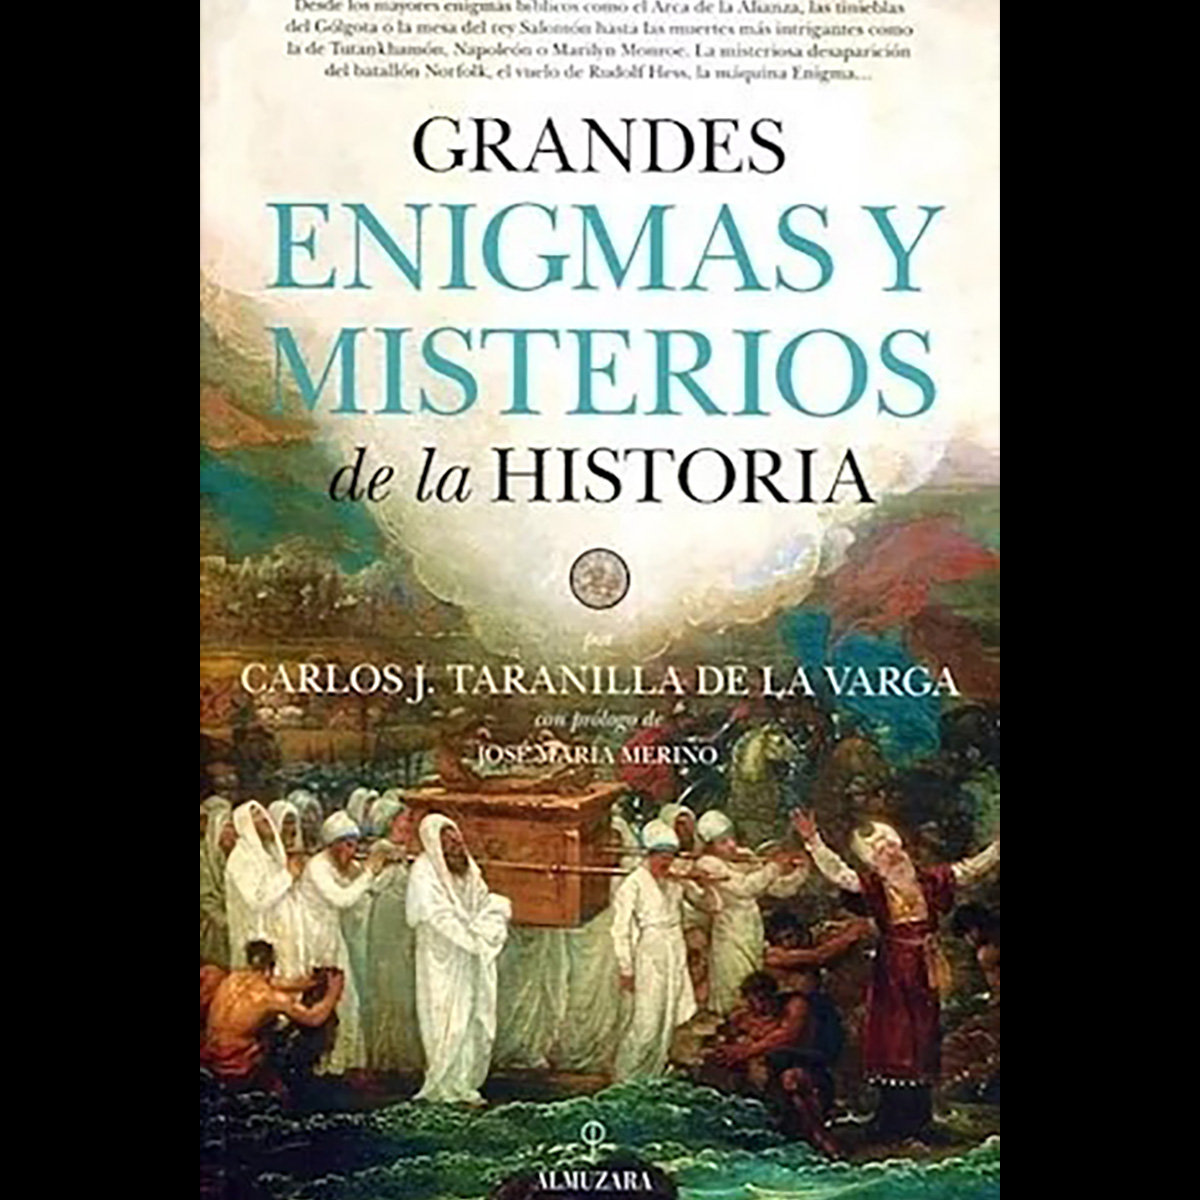 Desde los mayores enigmas bíblicos como el Arca de la Alianza, las tinieblas
del Gólgota o la mesa del rey Salomón hasta las muertes más intrigantes como
la de Tutankhamón, Napoleón o Marilyn Monroe. La misteriosa desaparición
del batallón Norfolk, el vuelo de Rudolf Hess, la máquina Enigma...
GRANDES
ENIGMAS Y
MISTERIOS
de la HISTORIA
por
CARLOS J. TARANILLA DE LA VARGA
con prólogo de
JOSÉ MARÍA MERINO
ALMUZARA